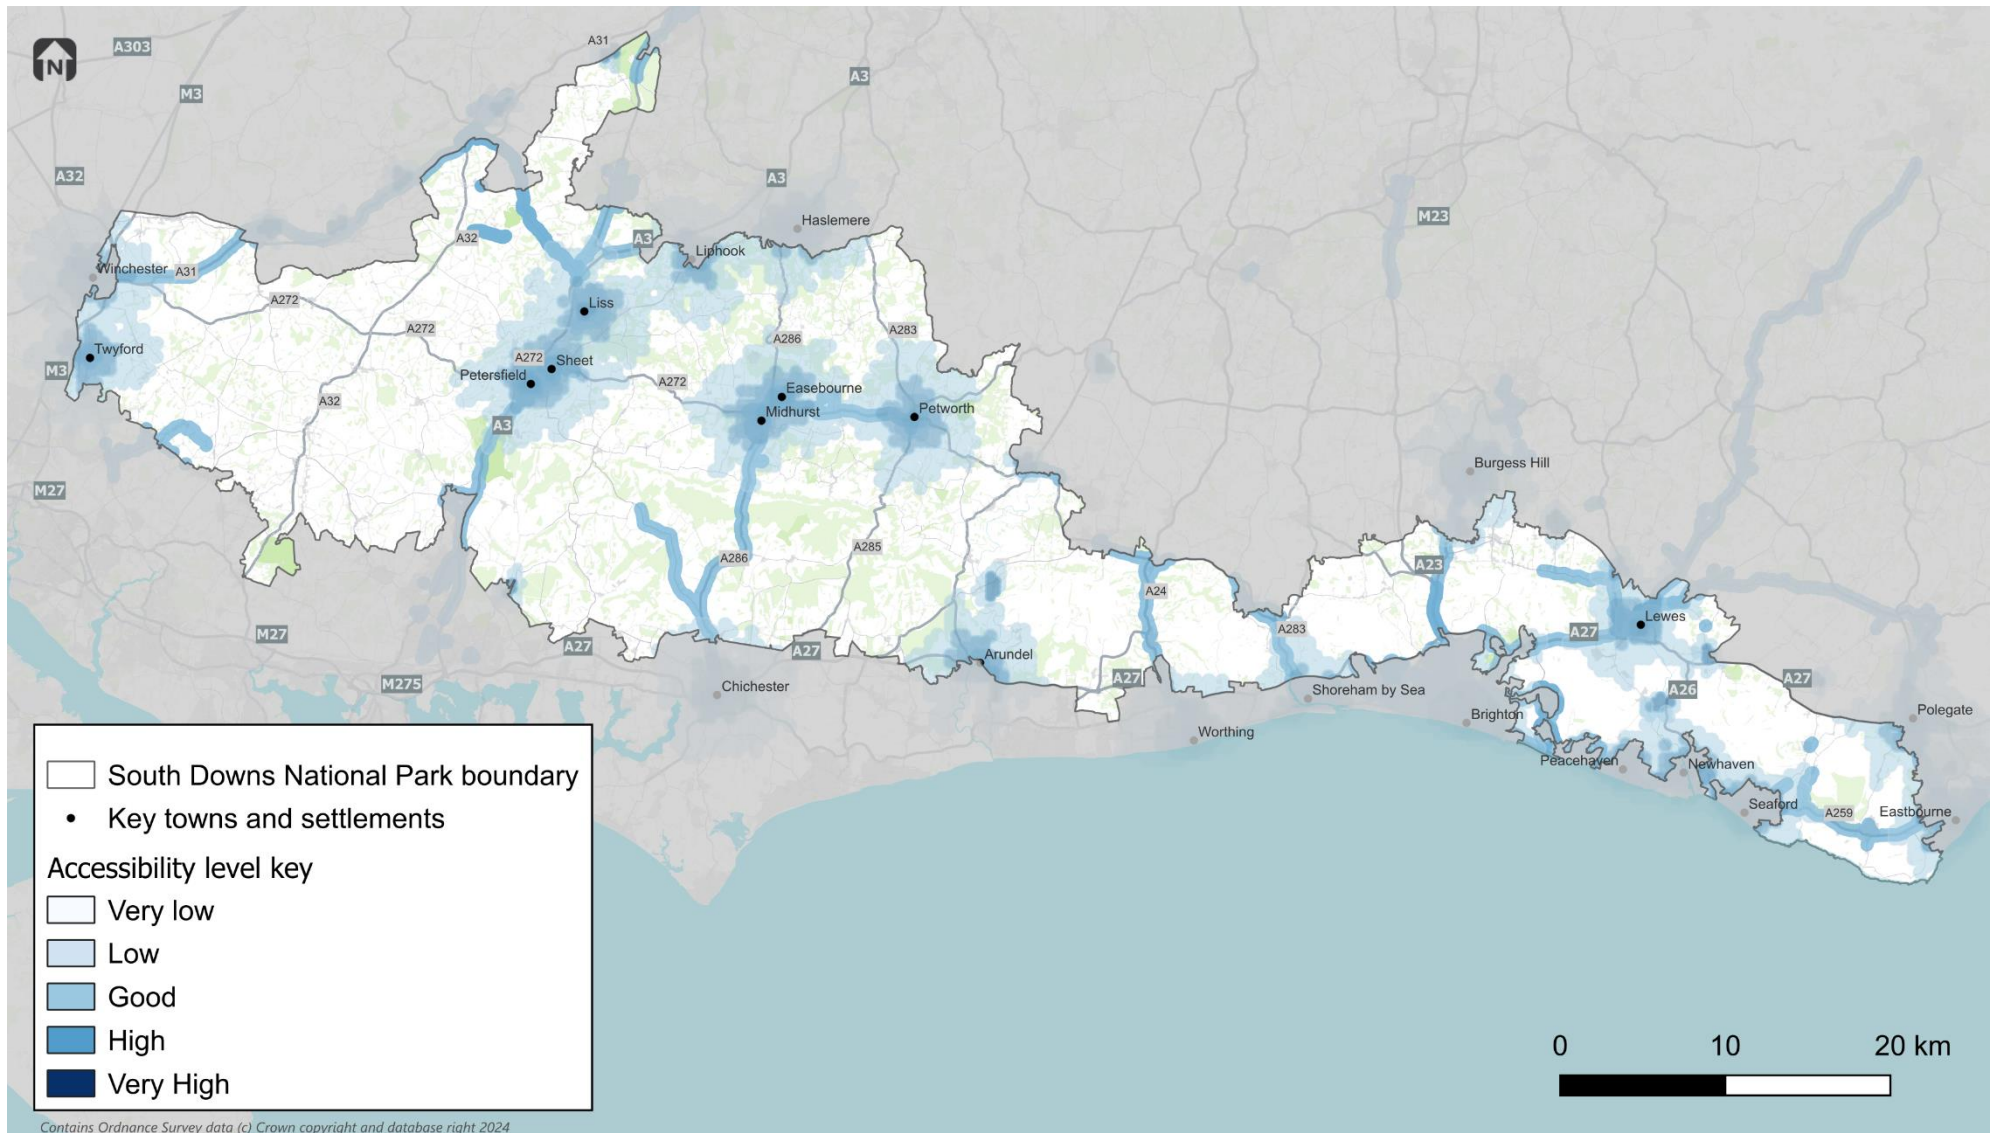 N
A303
M3
A32
A31
A3
A3
Haslemere
M23
A32
A3
Liphook
Winchester
A31
A272
Liss
A272
A286
A283
Twyford
M3
A272
Sheet
Petersfield
A272
Easebourne
A32
Midhurst
Petworth
A3
Burgess Hill
M27
A286
A285
A23
A24
M27
A27
A27
A283
A27
Lewes
Arundel
M275
A27
A26
A27
Chichester
Shoreham by Sea
Brighton
Polegate
Worthing
Peacehaven
Newhaven
Seaford
A259
Eastbourne
South Downs National Park boundary
Key towns and settlements
Accessibility level key
Very low
Low
Good
High
Very High
0 10 20 km
Contains Ordnance Survey data (c) Crown copyright and database right 2024